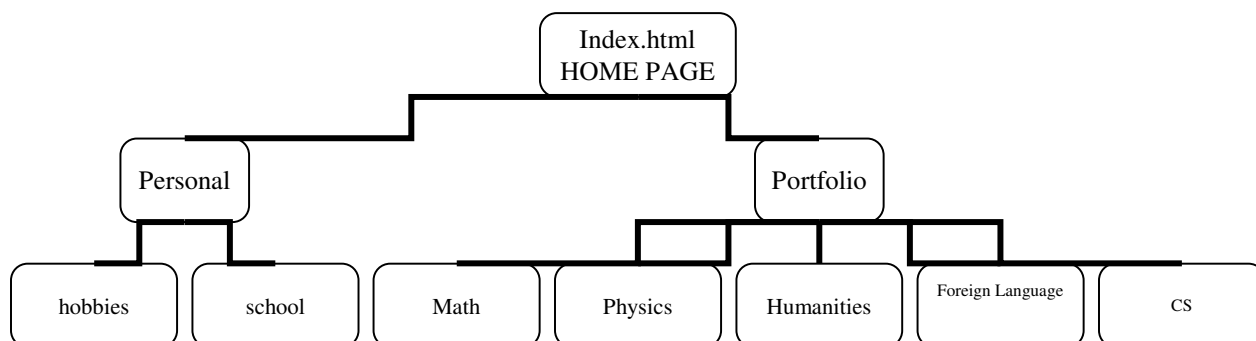 Index.html
HOME PAGE
Personal
Portfolio
hobbies
school
Math
Physics
Humanities
Foreign Language
CS